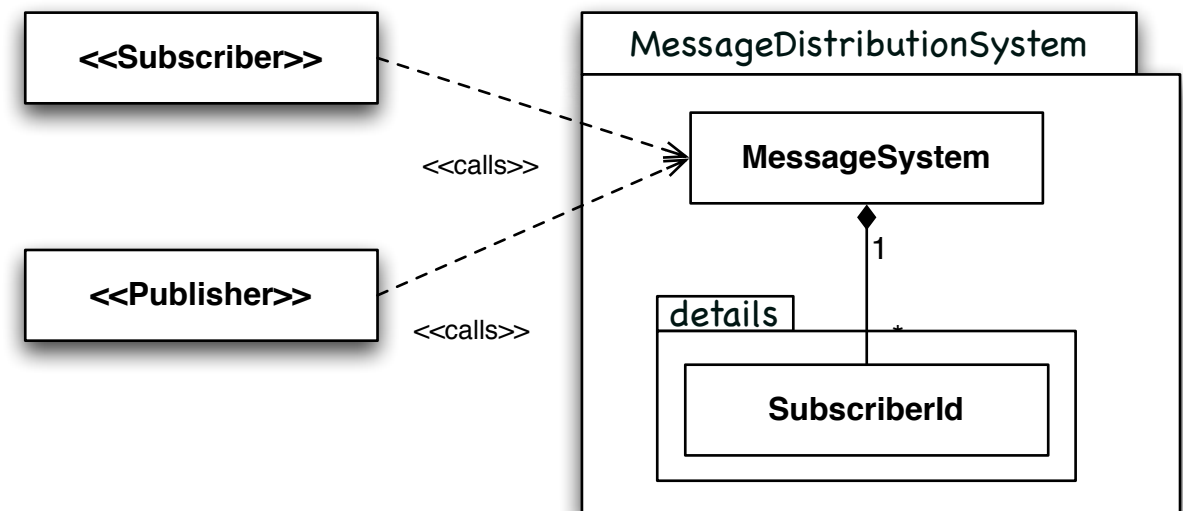 <<Subscriber>>
MessageDistributionSystem
MessageSystem
<<calls>>
1
<<Publisher>>
details
<<calls>>
*
SubscriberId